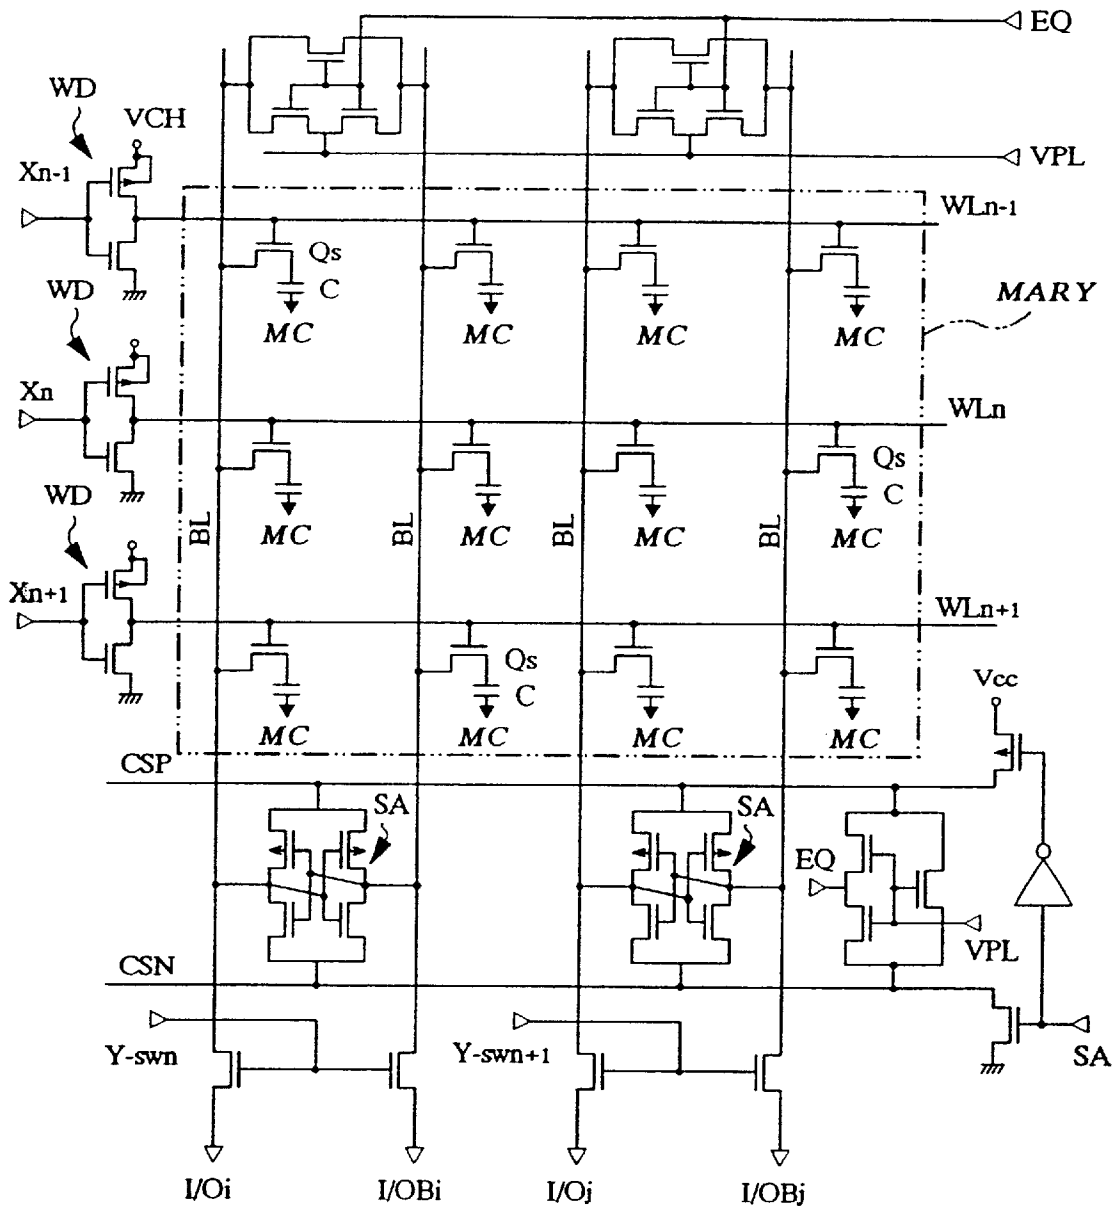 EQ
WD
VCH
VPL
Xn-1
WLn-1
Qs
C
WD
MARY
MC MC MC MC
Xn
WLn
Qs
WD
C
BL BL BL BL
MC MC MC MC
Xn+1
WLn+1
Qs
C
Vcc
MC MC MC MC
CSP
SA SA
EQ
VPL
CSN
Y-swn Y-swn+1
SA
I/Oi I/OBi I/Oj I/OBj